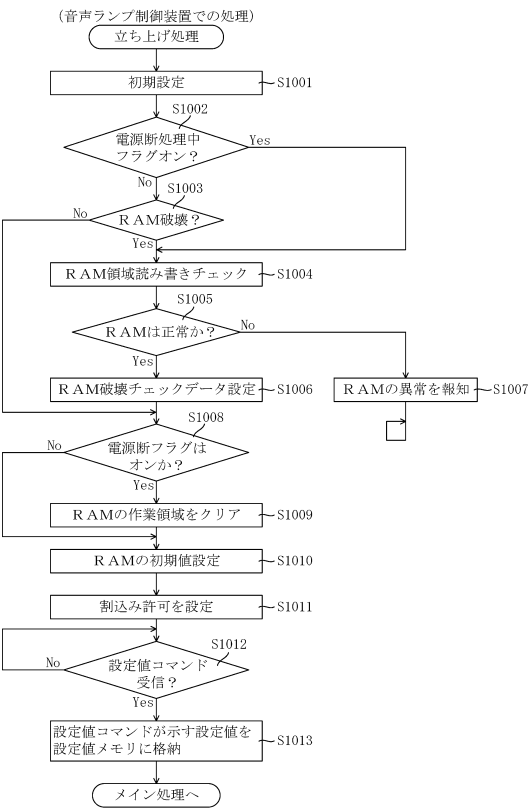 (音声ランプ制御装置での処理)
立ち上げ処理
初期設定
S1001
S1002
電源断処理中
フラグオン？
Yes
No
S1003
ＲＡＭ破壊？
No
Yes
ＲＡＭ領域読み書きチェック
S1004
S1005
ＲＡＭは正常か？
No
Yes
ＲＡＭ破壊チェックデータ設定
S1006
ＲＡＭの異常を報知
S1007
S1008
電源断フラグは
オンか？
No
Yes
ＲＡＭの作業領域をクリア
S1009
ＲＡＭの初期値設定
S1010
割込み許可を設定
S1011
S1012
設定値コマンド
受信？
No
Yes
設定値コマンドが示す設定値を
設定値メモリに格納
S1013
メイン処理へ